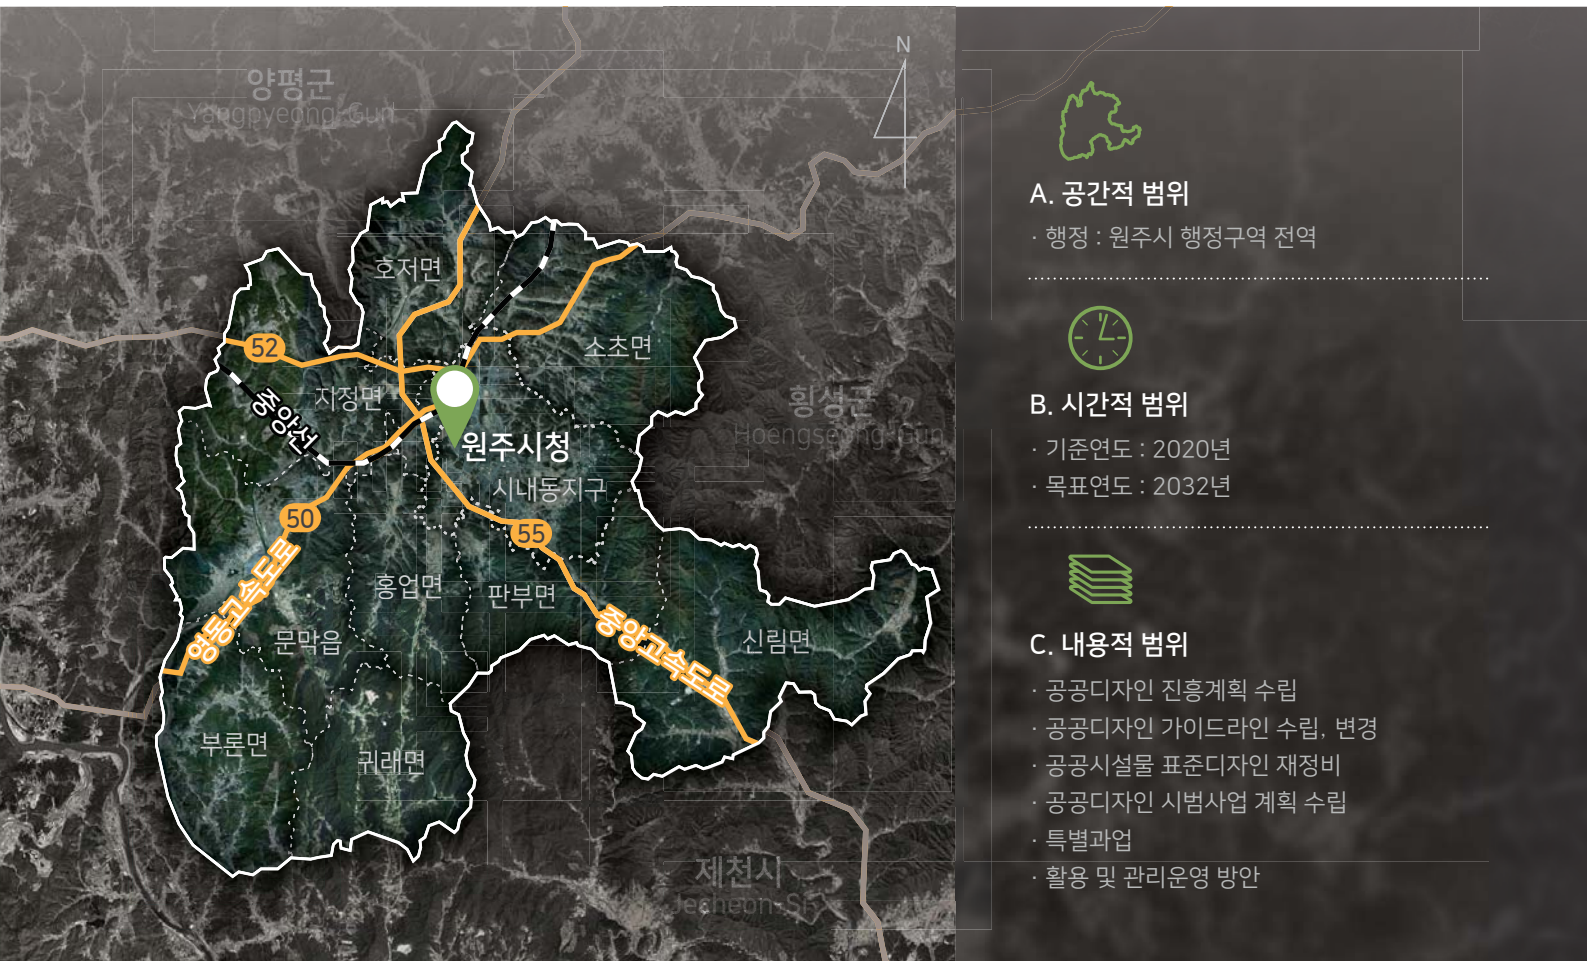 N
양평군
Yangpyeong-Gun
호저면
소초면
52
지정면
중앙선
횡성군
Hoengseong-Gun
원주시청
시내동지구
50
55
영동고속도로
홍업면
판부면
중앙고속도로
문막읍
신림면
부론면
귀래면
제천시
Jecheon-Si
A. 공간적 범위
· 행정 : 원주시 행정구역 전역
B. 시간적 범위
· 기준연도 : 2020년
· 목표연도 : 2032년
C. 내용적 범위
· 공공디자인 진흥계획 수립
· 공공디자인 가이드라인 수립, 변경
· 공공시설물 표준디자인 재정비
· 공공디자인 시범사업 계획 수립
· 특별과업
· 활용 및 관리운영 방안